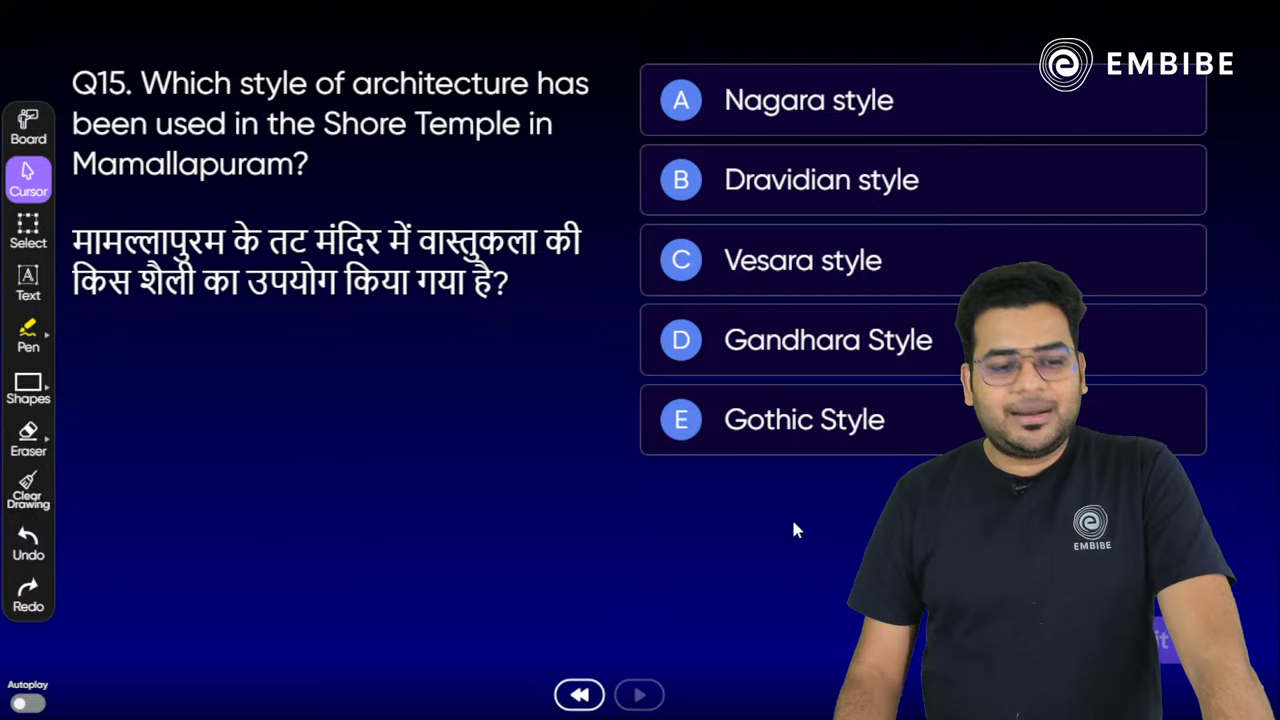 EMBIBE
Q15. Which style of architecture has
been used in the Shore Temple in
Mamallapuram?
मामल्लापुरम के तट मंदिर में वास्तुकला की
किस शैली का उपयोग किया गया है?
A Nagara style
B Dravidian style
C Vesara style
D Gandhara Style
E Gothic Style
Board
Cursor
Select
A
Text
Pen
Shapes
Eraser
Clear
Drawing
Undo
Redo
Autoplay
EMBIBE